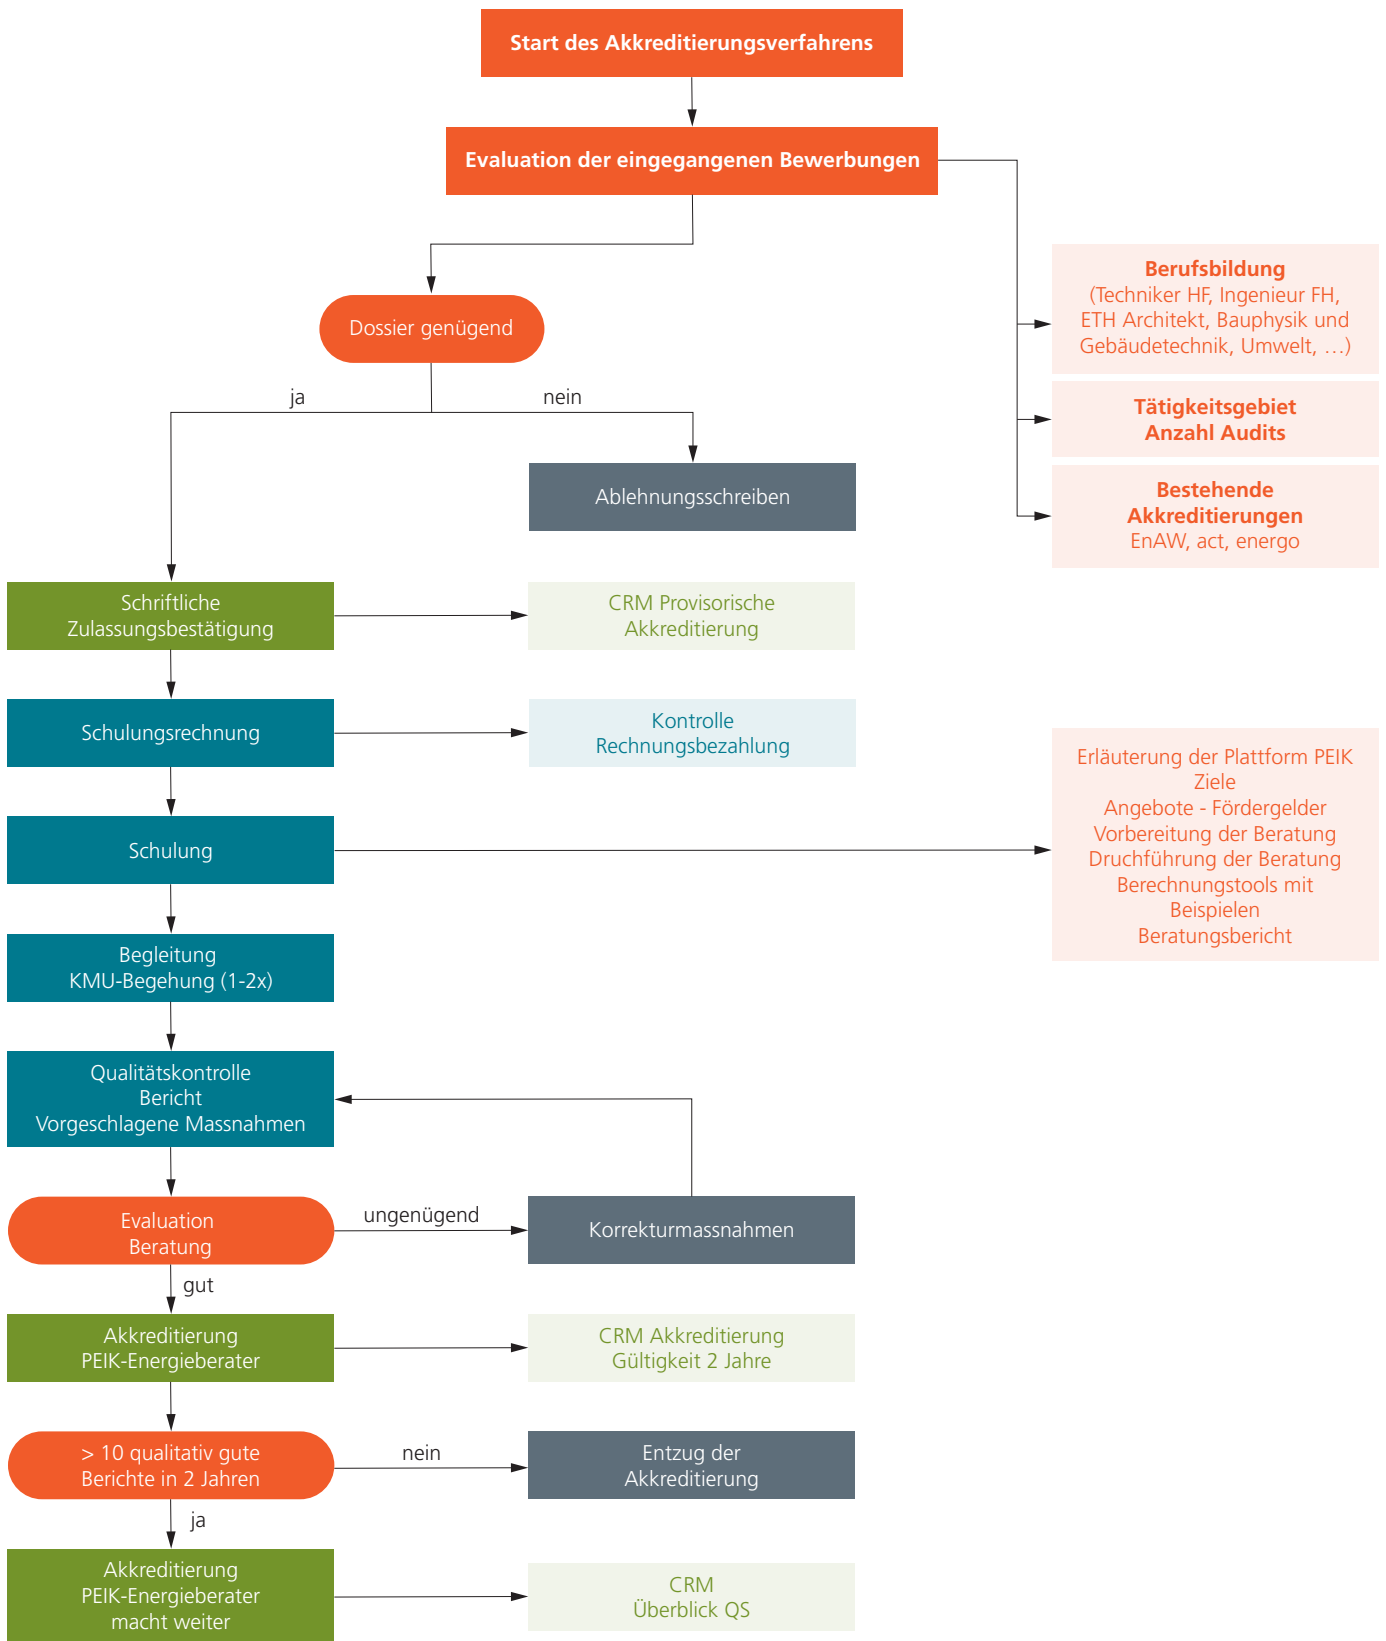 Start des Akkreditierungsverfahrens
Evaluation der eingegangenen Bewerbungen
Berufsbildung
(Techniker HF, Ingenieur FH,
ETH Architekt, Bauphysik und
Gebäudetechnik, Umwelt, …)
Dossier genügend
ja
nein
Tätigkeitsgebiet
Anzahl Audits
Ablehnungsschreiben
Bestehende
Akkreditierungen
EnAW, act, energo
Schriftliche
Zulassungsbestätigung
CRM Provisorische
Akkreditierung
Schulungsrechnung
Kontrolle
Rechnungsbezahlung
Schulung
Erläuterung der Plattform PEIK
Ziele
Angebote - Fördergelder
Vorbereitung der Beratung
Druchführung der Beratung
Berechnungstools mit
Beispielen
Beratungsbericht
Begleitung
KMU-Begehung (1-2x)
Qualitätskontrolle
Bericht
Vorgeschlagene Massnahmen
Evaluation
Beratung
ungenügend
Korrekturmassnahmen
gut
Akkreditierung
PEIK-Energieberater
CRM Akkreditierung
Gültigkeit 2 Jahre
> 10 qualitativ gute
Berichte in 2 Jahren
nein
Entzug der
Akkreditierung
ja
Akkreditierung
PEIK-Energieberater
macht weiter
CRM
Überblick QS